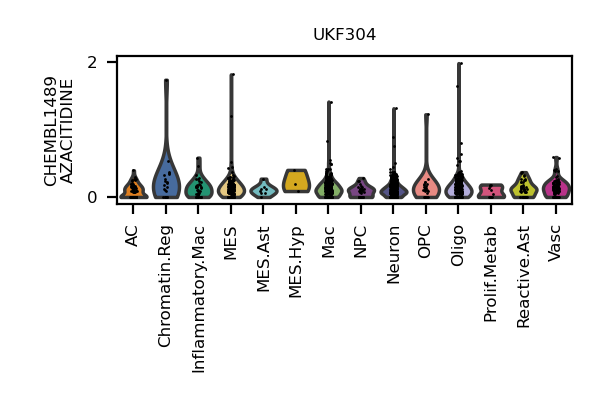 UKF304
CHEMBL1489
AZACITIDINE
2
0
AC
Chromatin.Reg
Inflammatory.Mac
MES
MES.Ast
MES.Hyp
Mac
NPC
Neuron
OPC
Oligo
Prolif.Metab
Reactive.Ast
Vasc